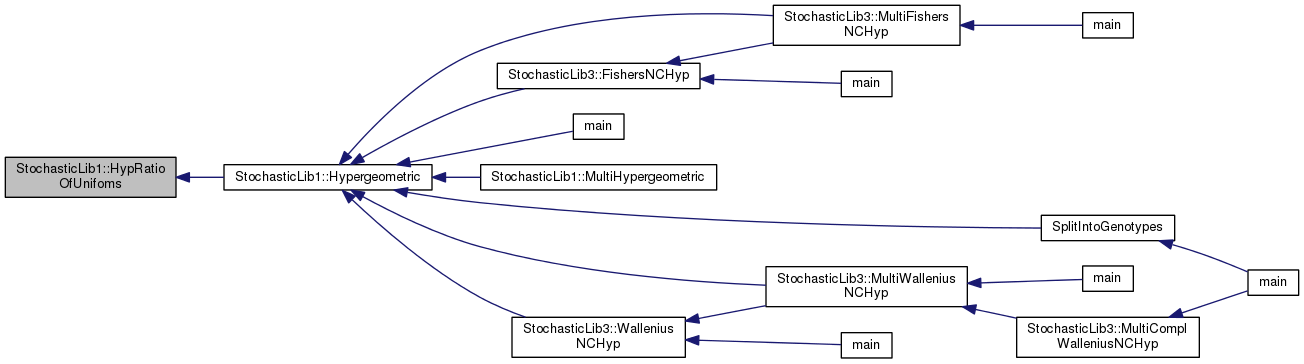 StochasticLib3::MultiFishers
NCHyp
main
StochasticLib3::FishersNCHyp
main
main
StochasticLib1::HypRatio
OfUnifoms
StochasticLib1::Hypergeometric
StochasticLib1::MultiHypergeometric
SplitIntoGenotypes
StochasticLib3::MultiWallenius
NCHyp
main
main
StochasticLib3::Wallenius
NCHyp
main
StochasticLib3::MultiCompl
WalleniusNCHyp